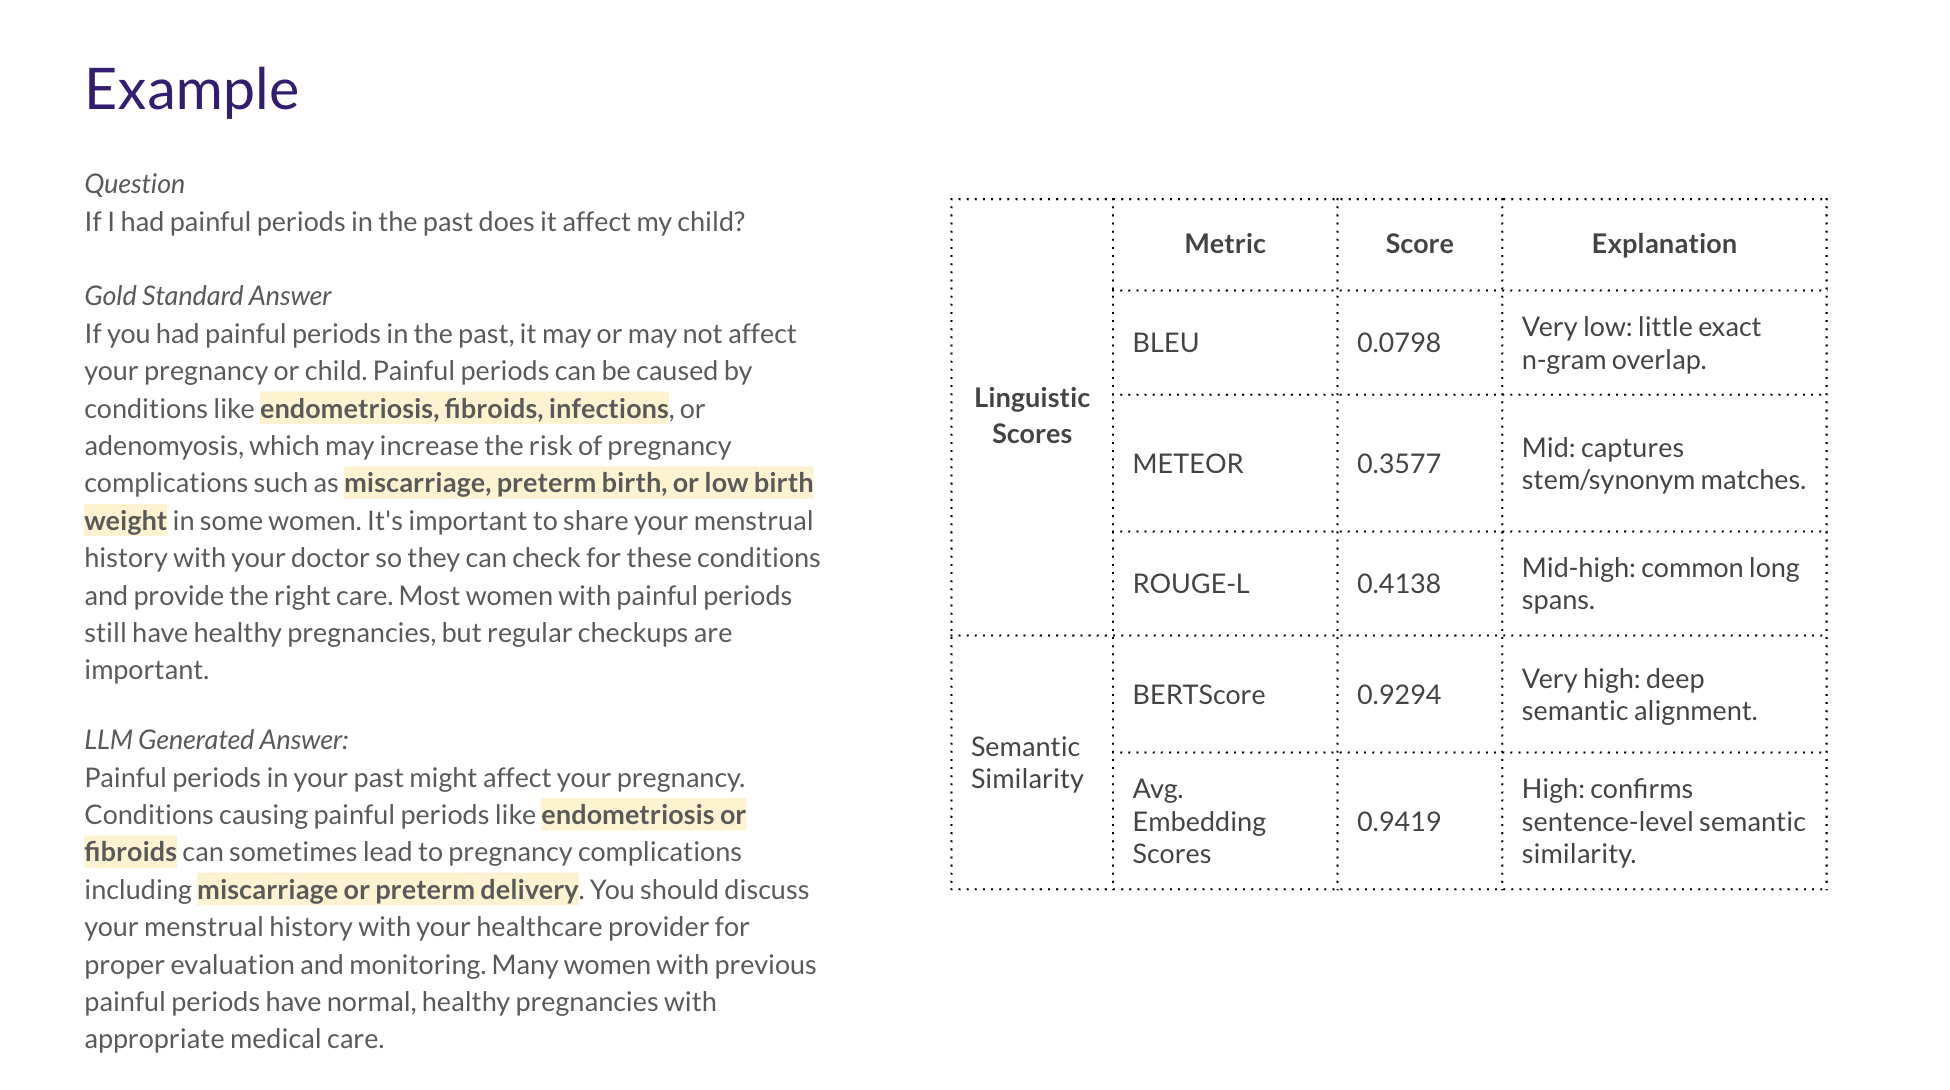 Example
Question
If I had painful periods in the past does it affect my child?
Gold Standard Answer
If you had painful periods in the past, it may or may not affect
your pregnancy or child. Painful periods can be caused by
conditions like endometriosis, fibroids, infections, or
adenomyosis, which may increase the risk of pregnancy
complications such as miscarriage, preterm birth, or low birth
weight in some women. It's important to share your menstrual
history with your doctor so they can check for these conditions
and provide the right care. Most women with painful periods
still have healthy pregnancies, but regular checkups are
important.
LLM Generated Answer:
Painful periods in your past might affect your pregnancy.
Conditions causing painful periods like endometriosis or
fibroids can sometimes lead to pregnancy complications
including miscarriage or preterm delivery. You should discuss
your menstrual history with your healthcare provider for
proper evaluation and monitoring. Many women with previous
painful periods have normal, healthy pregnancies with
appropriate medical care.
Metric Score Explanation
Linguistic
Scores
BLEU 0.0798 Very low: little exact
n-gram overlap.
METEOR 0.3577 Mid: captures
stem/synonym matches.
ROUGE-L 0.4138 Mid-high: common long
spans.
Semantic
Similarity
BERTScore 0.9294 Very high: deep
semantic alignment.
Avg.
Embedding
Scores
0.9419
High: confirms
sentence-level semantic
similarity.